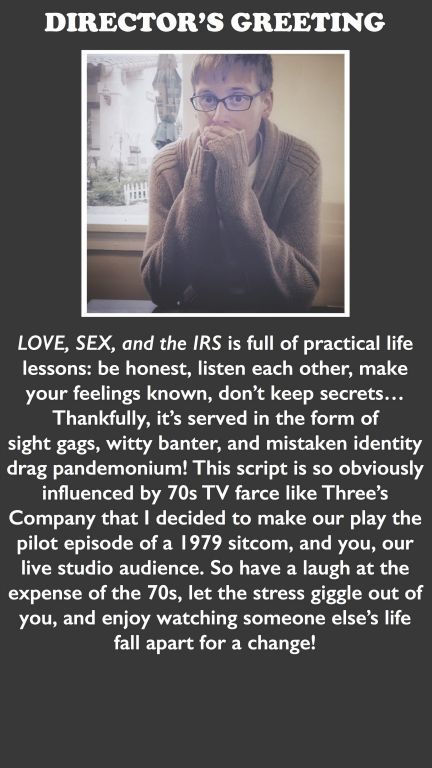 DIRECTOR'S GREETING
LOVE, SEX, and the IRS is full of practical life
lessons: be honest, listen each other, make
your feelings known, don't keep secrets…
Thankfully, it's served in the form of
sight gags, witty banter, and mistaken identity
drag pandemonium! This script is so obviously
influenced by 70s TV farce like Three's
Company that I decided to make our play the
pilot episode of a 1979 sitcom, and you, our
live studio audience. So have a laugh at the
expense of the 70s, let the stress giggle out of
you, and enjoy watching someone else's life
fall apart for a change!